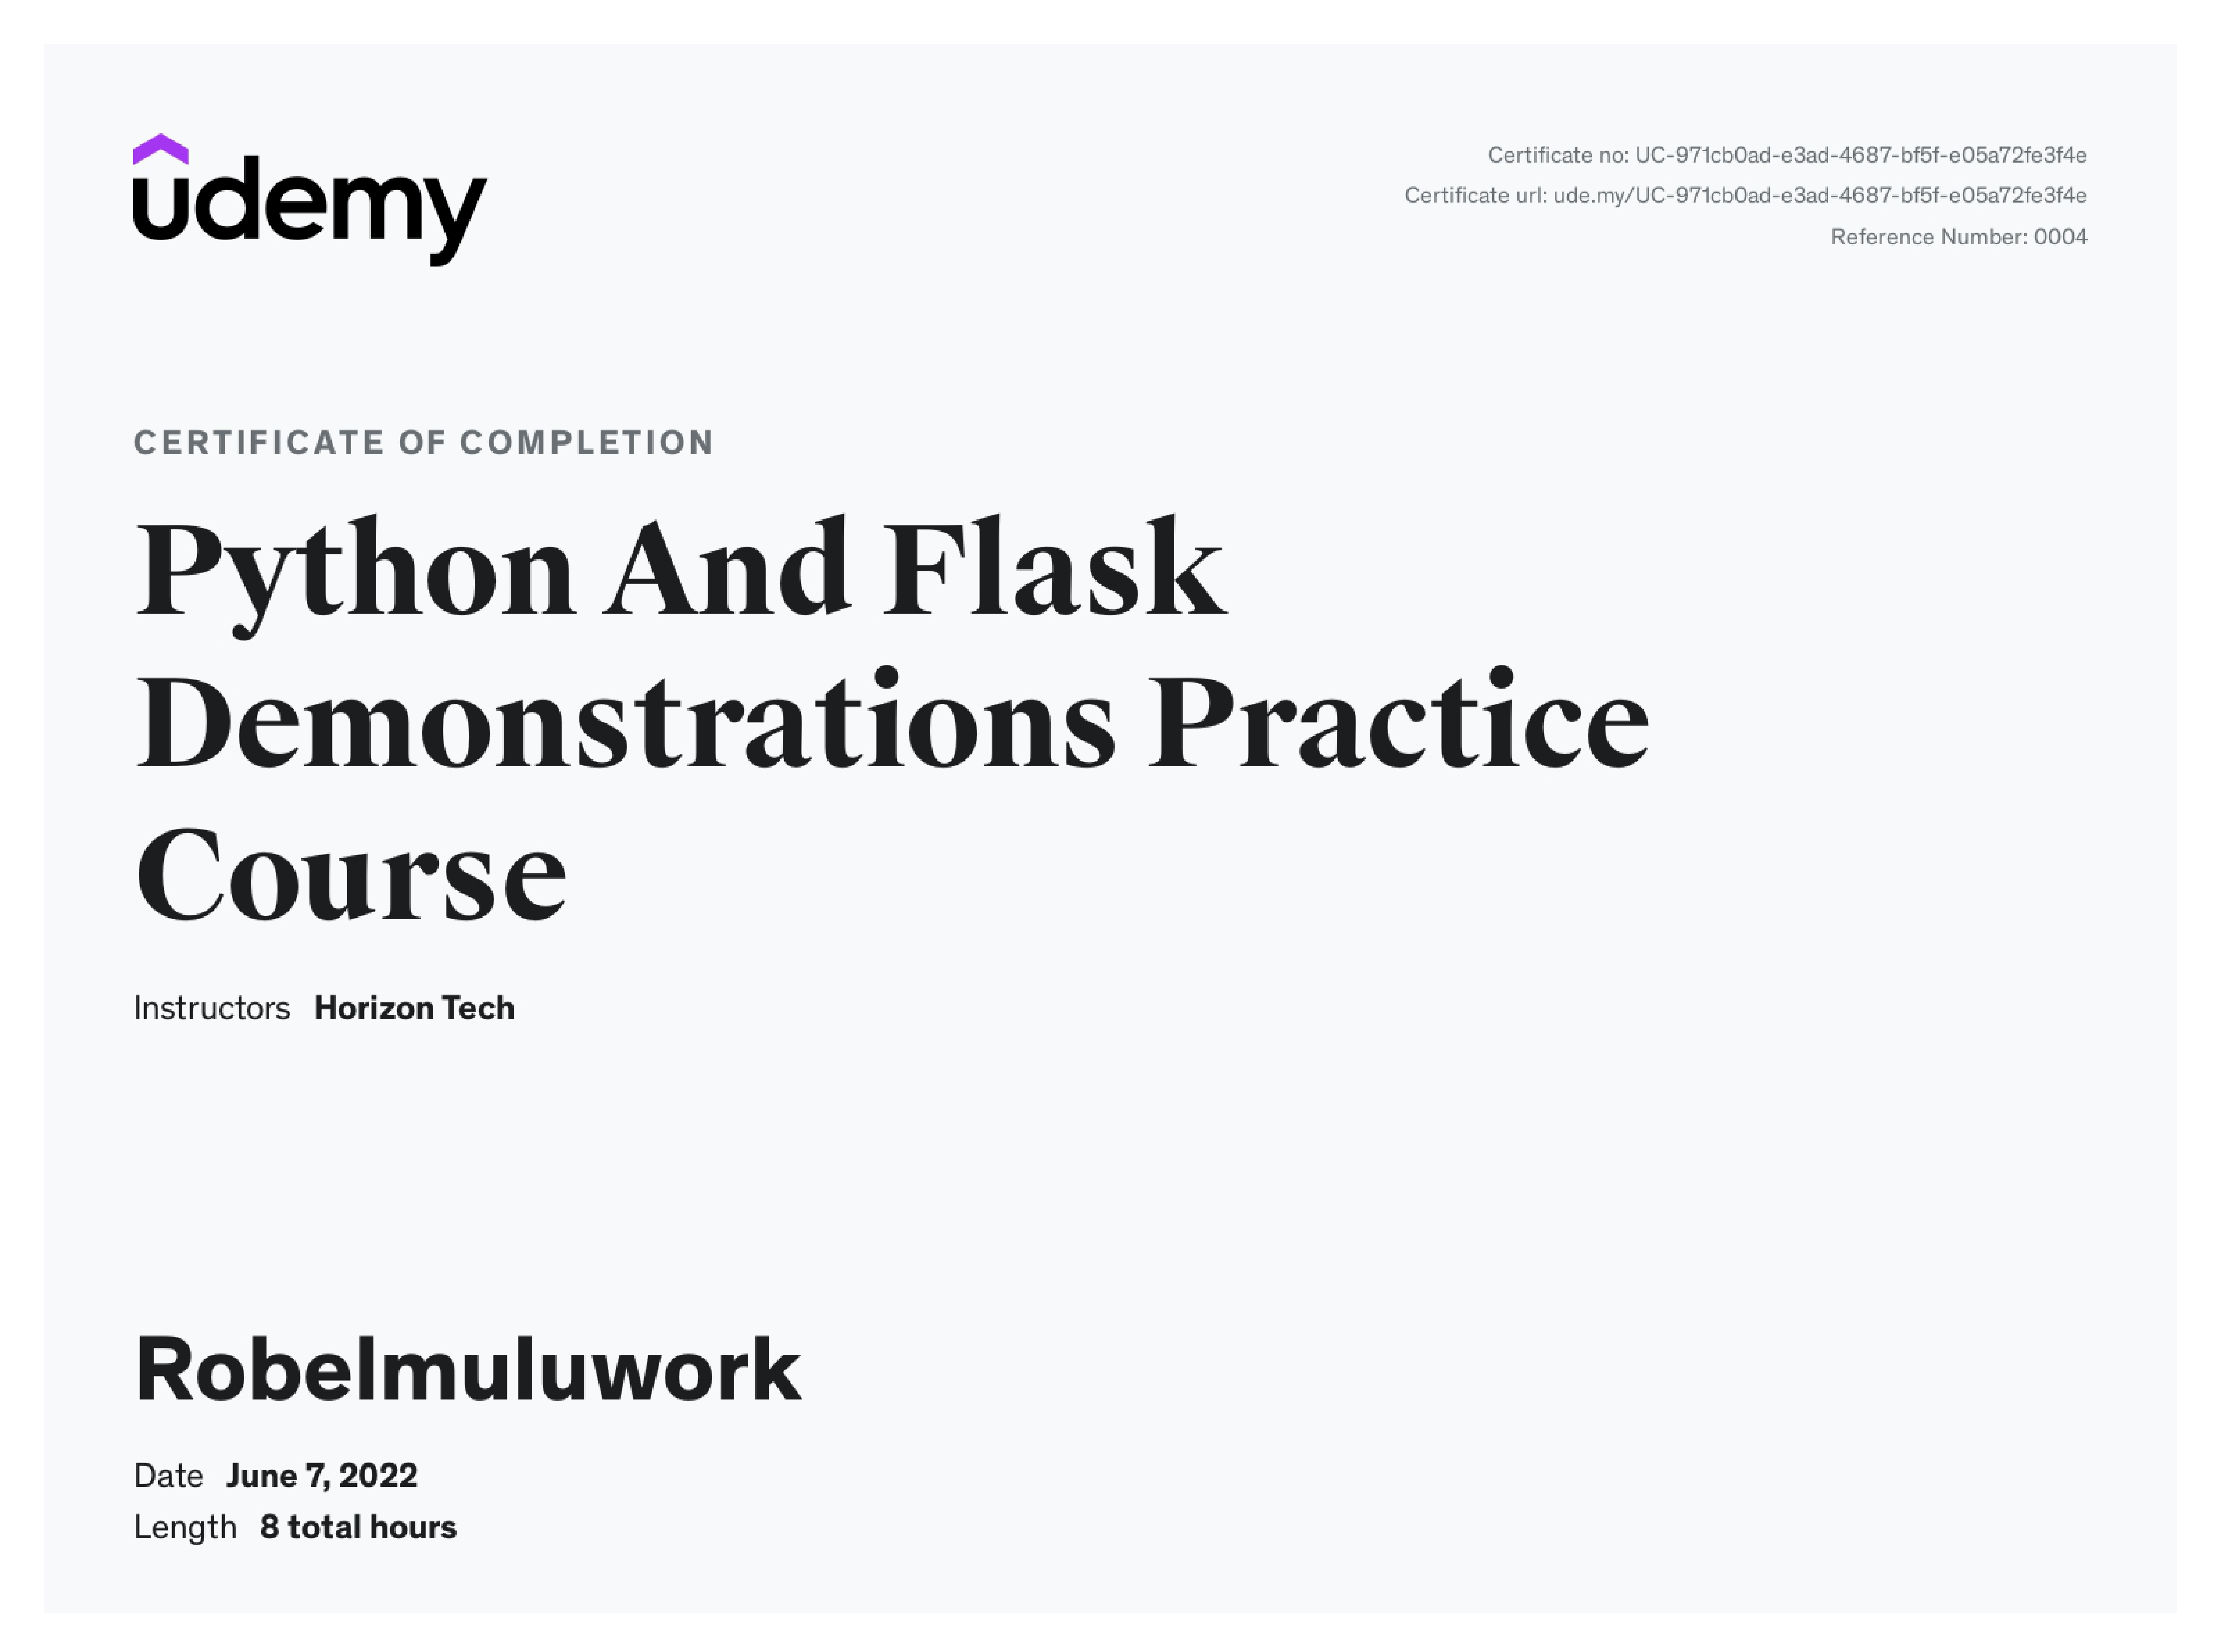 udemy
Certificate no: UC-971cb0ad-e3ad-4687-bf5f-e05a72fe3f4e
Certificate url: ude.my/UC-971cb0ad-e3ad-4687-bf5f-e05a72fe3f4e
Reference Number: 0004
CERTIFICATE OF COMPLETION
Python And Flask
Demonstrations Practice
Course
Instructors Horizon Tech
Robelmuluwork
Date June 7, 2022
Length 8 total hours